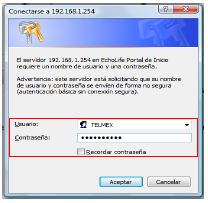 Conectarse a 192.168.1.254
El servidor 192.168.1.254 en EchoLife Portal de Inicio
requiere un nombre de usuario y una contraseña.
Advertencia: este servidor está solicitando que su nombre
de usuario y contraseña se envíen de forma no segura
(autenticación básica sin conexión segura).
Usuario: TELMEX
Contraseña: ••••••••••
Recordar contraseña
Aceptar Cancelar